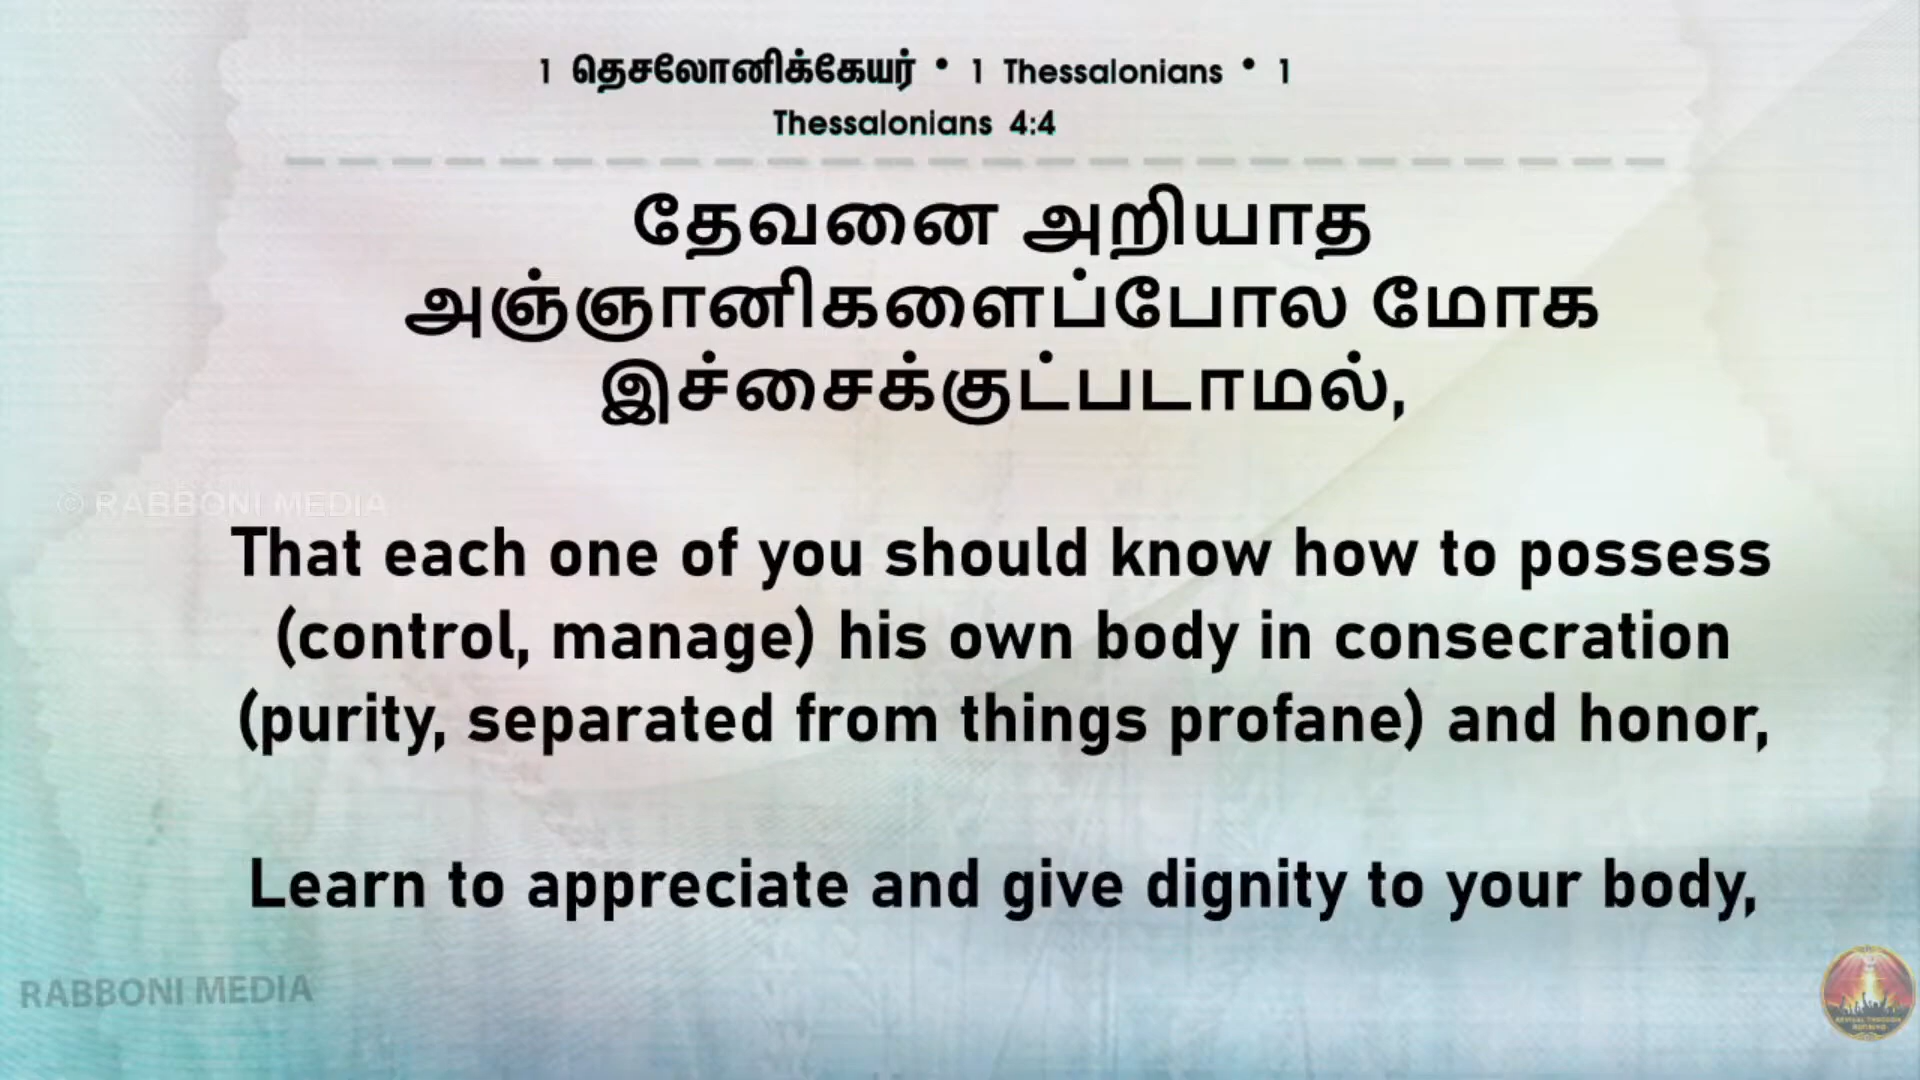 1 தெசலோனிக்கேயர் • 1 Thessalonians • 1
Thessalonians 4:4
தேவனை அறியாத
அஞ்ஞானிகளைப்போல மோக
இச்சைக்குட்படாமல்,
© RABBONI MEDIA
That each one of you should know how to possess
(control, manage) his own body in consecration
(purity, separated from things profane) and honor,
Learn to appreciate and give dignity to your body,
RABBONI MEDIA